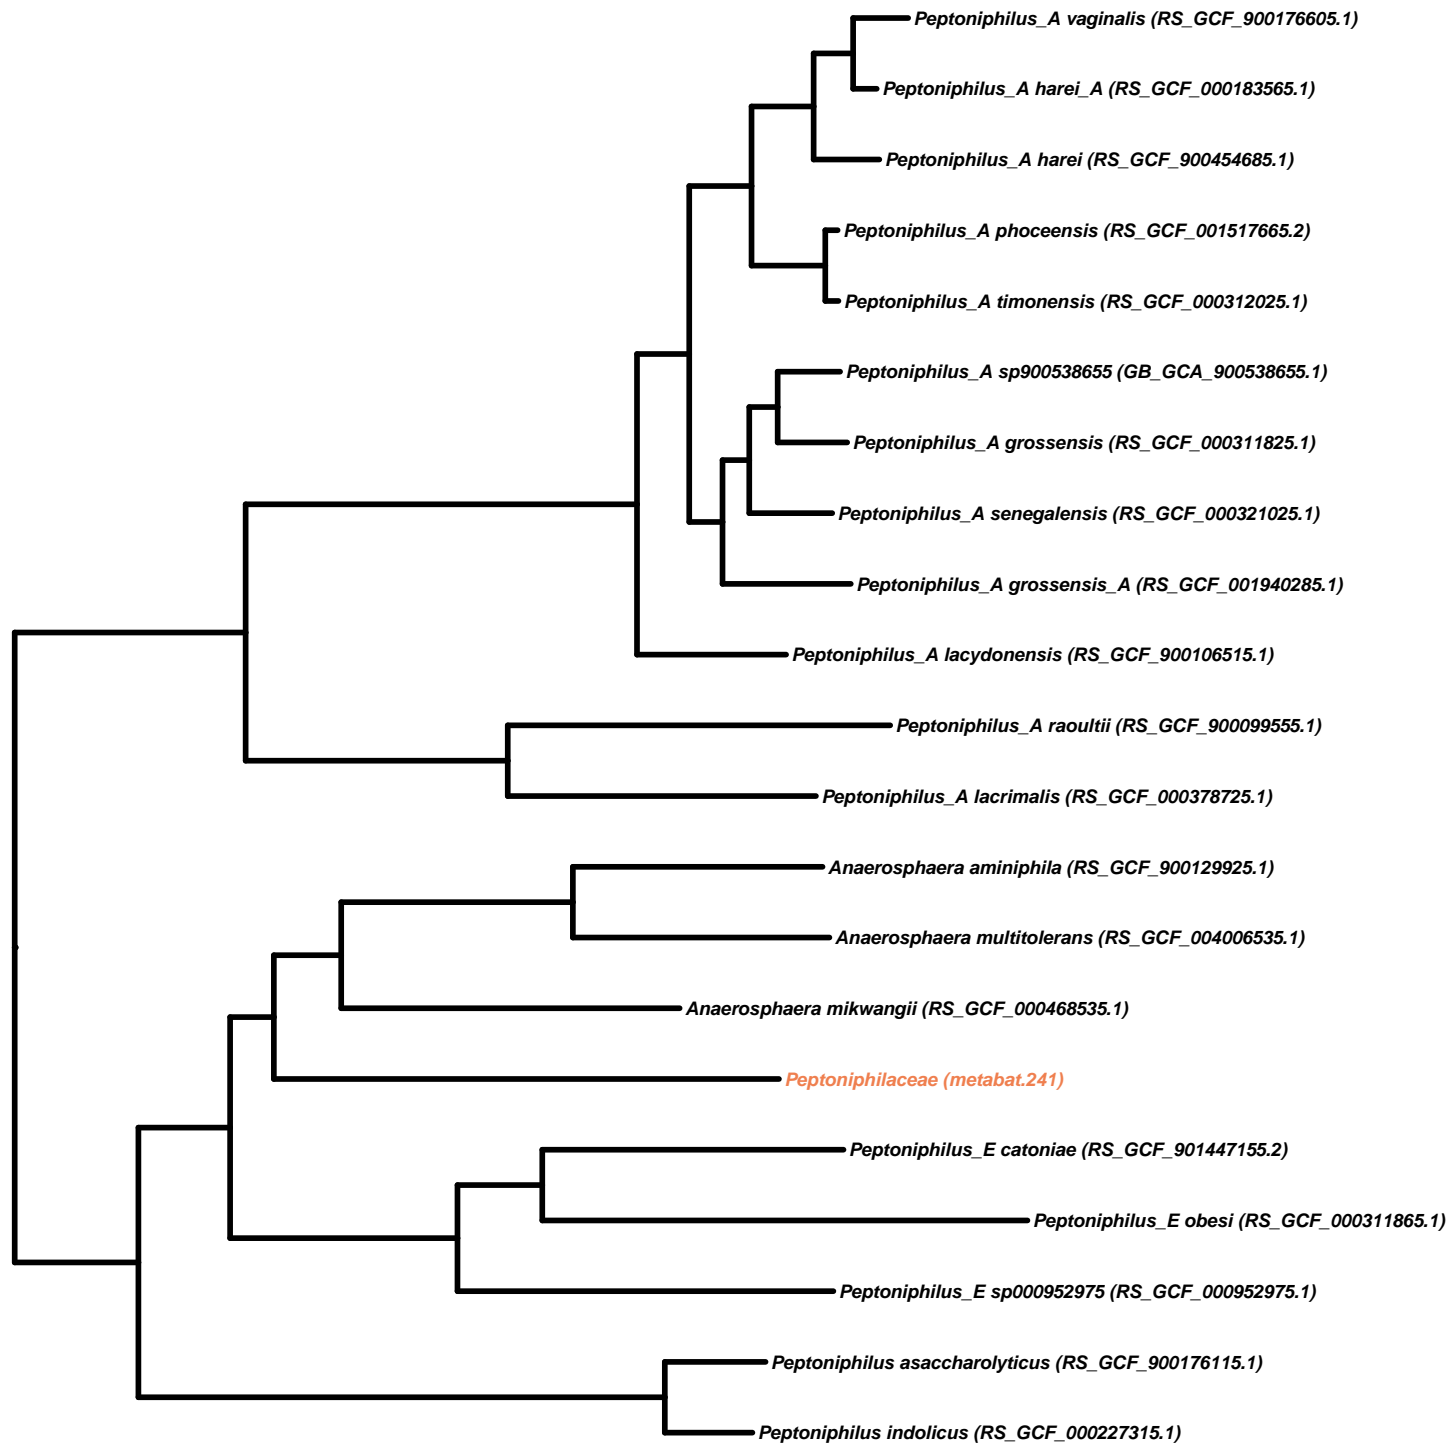 Peptoniphilus_A vaginalis (RS_GCF_900176605.1)
Peptoniphilus_A harei_A (RS_GCF_000183565.1)
Peptoniphilus_A harei (RS_GCF_900454685.1)
Peptoniphilus_A phoceensis (RS_GCF_001517665.2)
Peptoniphilus_A timonensis (RS_GCF_000312025.1)
Peptoniphilus_A sp900538655 (GB_GCA_900538655.1)
Peptoniphilus_A grossensis (RS_GCF_000311825.1)
Peptoniphilus_A senegalensis (RS_GCF_000321025.1)
Peptoniphilus_A grossensis_A (RS_GCF_001940285.1)
Peptoniphilus_A lacydonensis (RS_GCF_900106515.1)
Peptoniphilus_A raoultii (RS_GCF_900099555.1)
Peptoniphilus_A lacrimalis (RS_GCF_000378725.1)
Anaerosphaera aminiphila (RS_GCF_900129925.1)
Anaerosphaera multitolerans (RS_GCF_004006535.1)
Anaerosphaera mikwangii (RS_GCF_000468535.1)
Peptoniphilaceae (metabat.241)
Peptoniphilus_E catoniae (RS_GCF_901447155.2)
Peptoniphilus_E obesi (RS_GCF_000311865.1)
Peptoniphilus_E sp000952975 (RS_GCF_000952975.1)
Peptoniphilus asaccharolyticus (RS_GCF_900176115.1)
Peptoniphilus indolicus (RS_GCF_000227315.1)